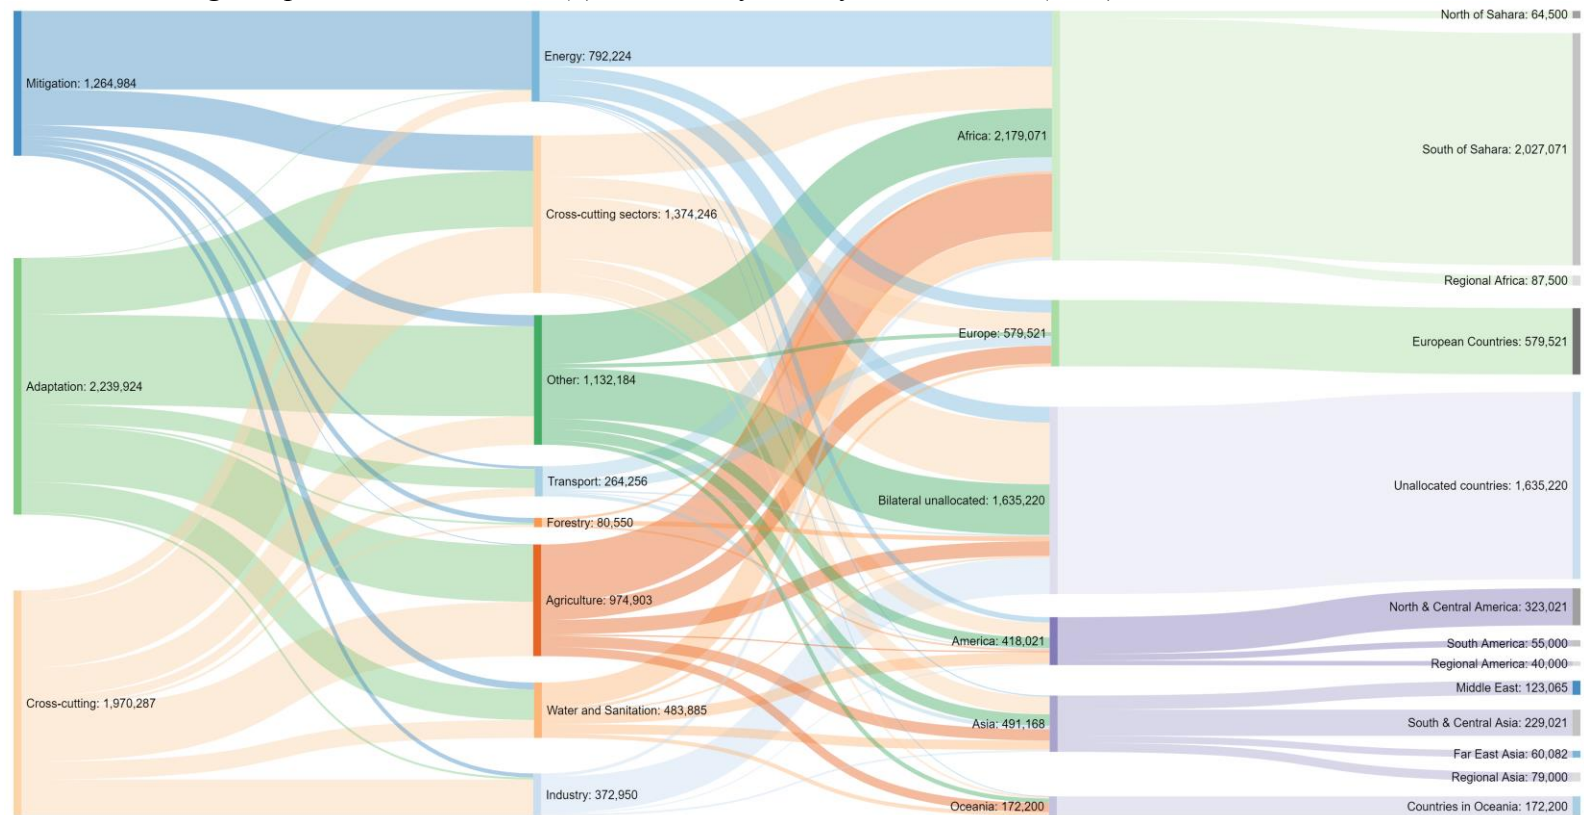 Mitigation: 1,264,984
Adaptation: 2,239,924
Cross-cutting: 1,970,287
Energy: 792,224
Cross-cutting sectors: 1,374,246
Other: 1,132,184
Transport: 264,256
Forestry: 80,550
Agriculture: 974,903
Water and Sanitation: 483,885
Industry: 372,950
Africa: 2,179,071
Europe: 579,521
Bilateral unallocated: 1,635,220
America: 418,021
Asia: 491,168
Oceania: 172,200
North of Sahara: 64,500
South of Sahara: 2,027,071
Regional Africa: 87,500
European Countries: 579,521
Unallocated countries: 1,635,220
North & Central America: 323,021
South America: 55,000
Regional America: 40,000
Middle East: 123,065
South & Central Asia: 229,021
Far East Asia: 60,082
Regional Asia: 79,000
Countries in Oceania: 172,200